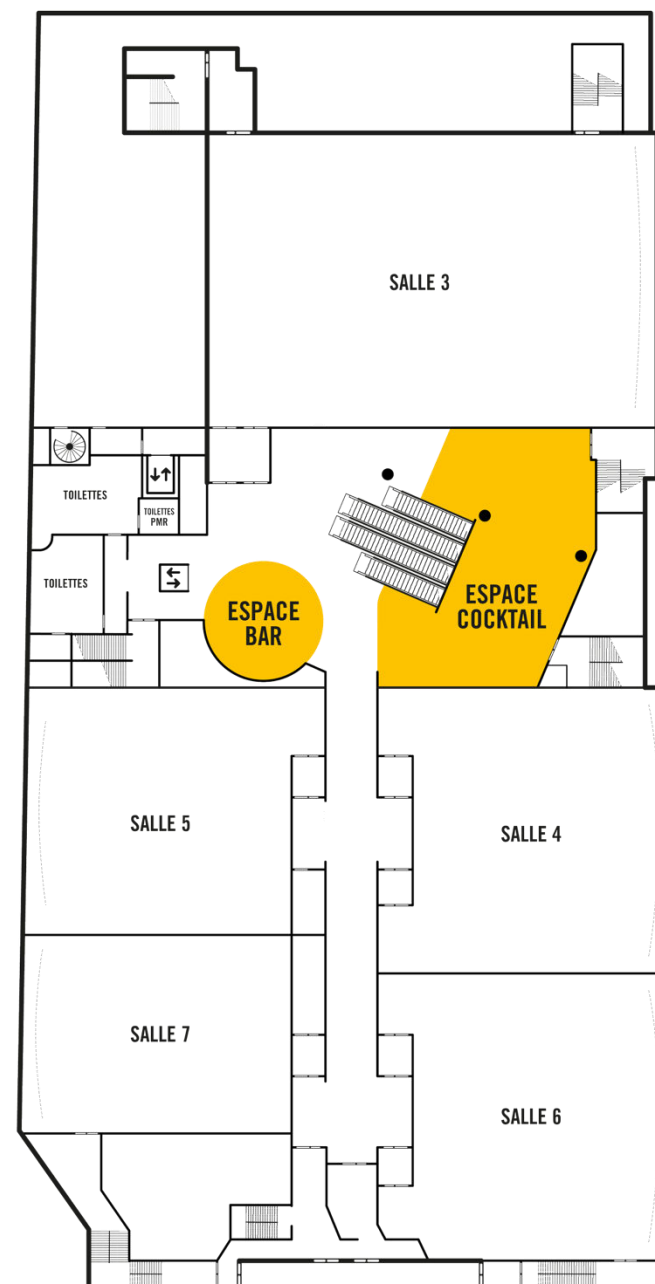 SALLE 3
TOILETTES
TOILETTES
PMR
TOILETTES
ESPACE
BAR
ESPACE
COCKTAIL
SALLE 5
SALLE 4
SALLE 7
SALLE 6